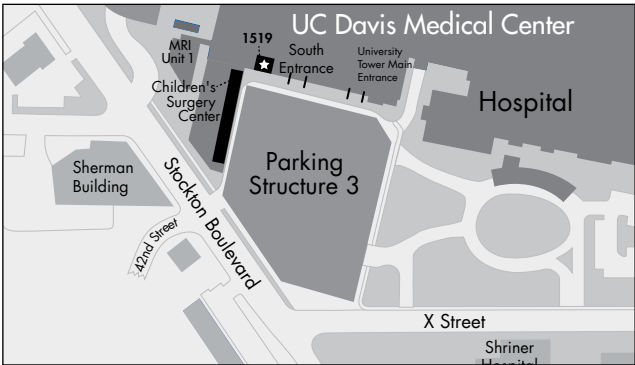 UC Davis Medical Center
MRI
Unit 1
1519
South
Entrance
University
Tower Main
Entrance
Children's
Surgery
Center
Hospital
Parking
Structure 3
Sherman
Building
Stockton Boulevard
42nd Street
X Street
Shriner
Hospital